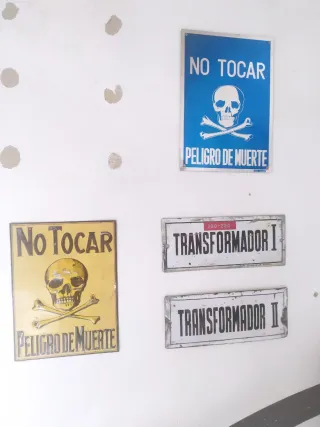 NO TOCAR
PELIGRO DE MUERTE
NO TOCAR
PELIGRO DE MUERTE
TRANSFORMADOR I
TRANSFORMADOR II